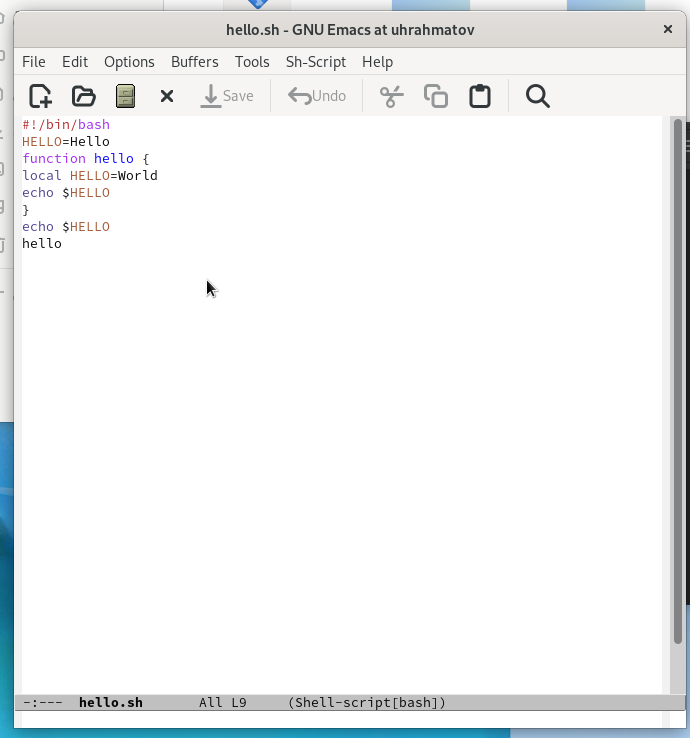 hello.sh - GNU Emacs at uhrahmatov
File Edit Options Buffers Tools Sh-Script Help
Save Undo
#!/bin/bash
HELLO=Hello
function hello {
local HELLO=World
echo $HELLO
}
echo $HELLO
hello
-:--- hello.sh All L9 (Shell-script[bash])